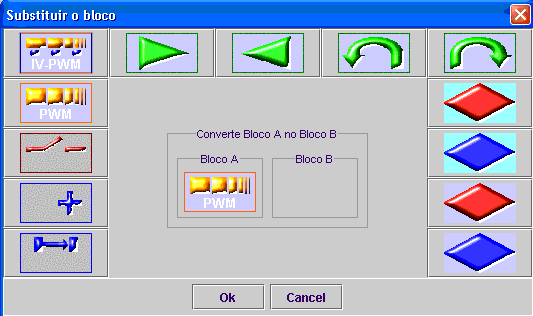 Substituir o bloco
IV-PWM
PWM
Converte Bloco A no Bloco B
Bloco A
Bloco B
PWM
Ok
Cancel